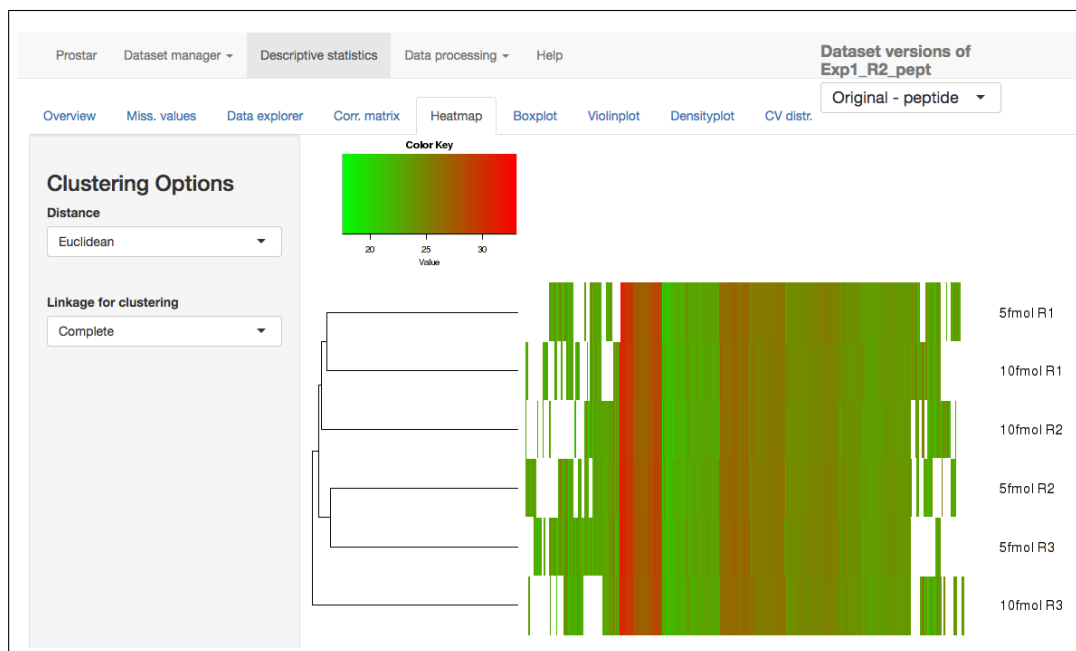 Prostar Dataset manager Descriptive statistics Data processing Help
Dataset versions of
Exp1_R2_pept
Original - peptide
Overview Miss. values Data explorer Corr. matrix Heatmap Boxplot Violinplot Densityplot CV distr.
Clustering Options
Distance
Euclidean
Linkage for clustering
Complete
Color Key
20 25 30
Value
5fmol R1
10fmol R1
10fmol R2
5fmol R2
5fmol R3
10fmol R3